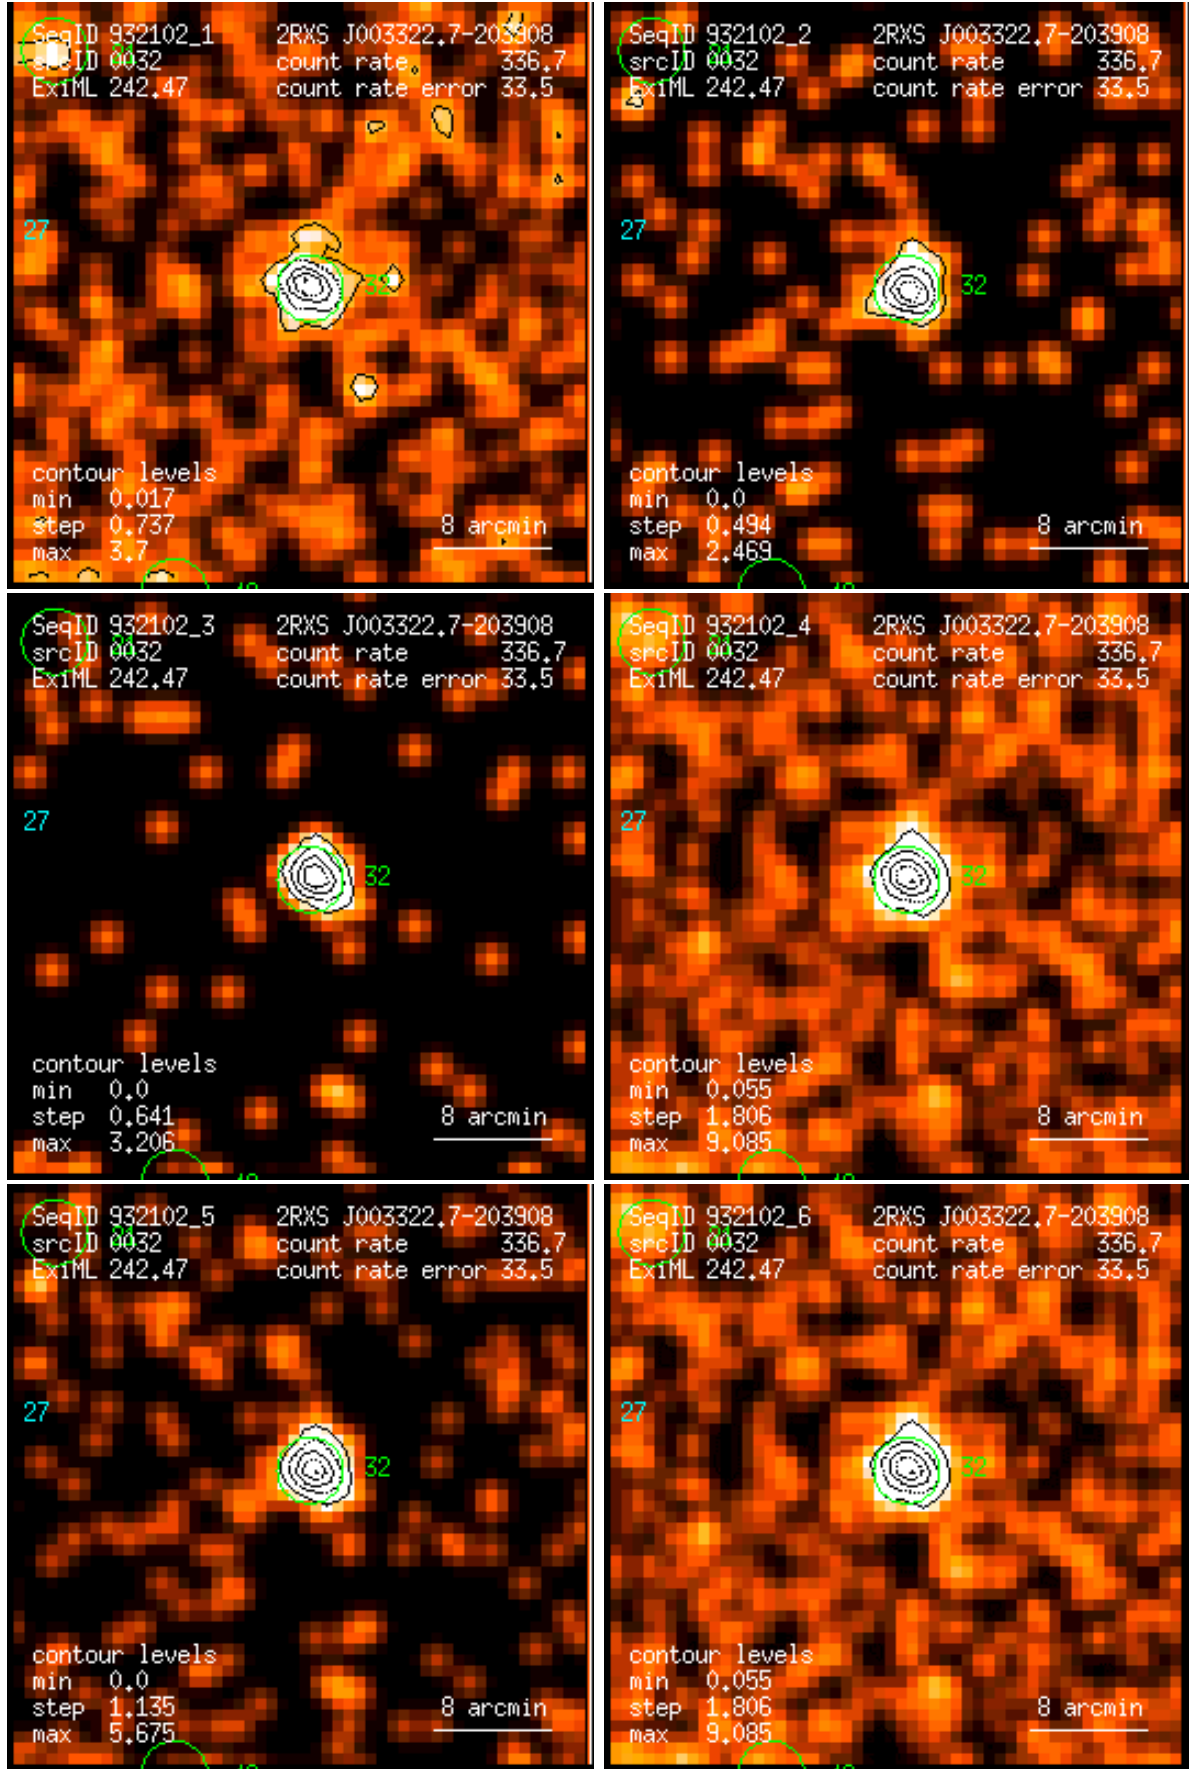 SeqID 932102_1 2RXS J003322.7-203908
srcID 0032 count rate 336.7
ExiML 242.47 count rate error 33.5
27
32
contour levels
min 0.017
step 0.737 8 arcmin
max 3.7
SeqID 932102_2 2RXS J003322.7-203908
srcID 0032 count rate 336.7
ExiML 242.47 count rate error 33.5
27
32
contour levels
min 0.0
step 0.494 8 arcmin
max 2.469
SeqID 932102_3 2RXS J003322.7-203908
srcID 0032 count rate 336.7
ExiML 242.47 count rate error 33.5
27
32
contour levels
min 0.0
step 0.641 8 arcmin
max 3.206
SeqID 932102_4 2RXS J003322.7-203908
srcID 0032 count rate 336.7
ExiML 242.47 count rate error 33.5
27
32
contour levels
min 0.055
step 1.806 8 arcmin
max 9.085
SeqID 932102_5 2RXS J003322.7-203908
srcID 0032 count rate 336.7
ExiML 242.47 count rate error 33.5
27
32
contour levels
min 0.0
step 1.135 8 arcmin
max 5.675
SeqID 932102_6 2RXS J003322.7-203908
srcID 0032 count rate 336.7
ExiML 242.47 count rate error 33.5
27
32
contour levels
min 0.055
step 1.806 8 arcmin
max 9.085